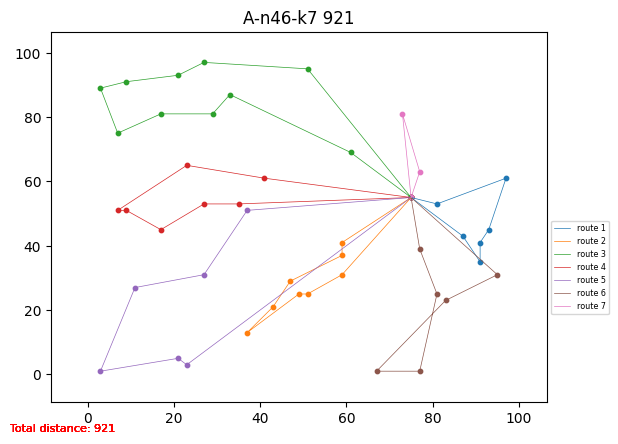 A-n46-k7 921
100
80
60
40
20
0
0 20 40 60 80 100
route 1
route 2
route 3
route 4
route 5
route 6
route 7
Total distance: 921